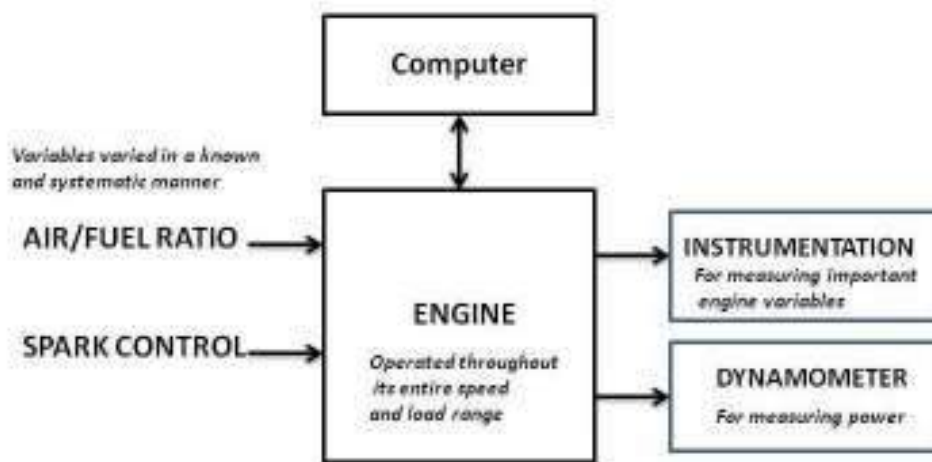 Computer
Variables varied in a known
and systematic manner
AIR/FUEL RATIO
SPARK CONTROL
ENGINE
Operated throughout
its entire speed
and load range
INSTRUMENTATION
For measuring important
engine variables
DYNAMOMETER
For measuring power